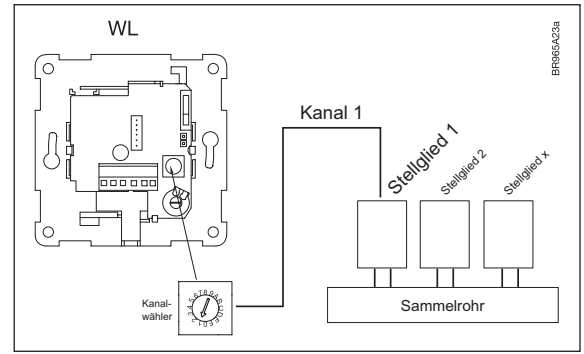 WL
BR965A23a
Kanal 1
Stellglied 1
Stellglied 2
Stellglied x
Kanal-
wähler
Sammelrohr